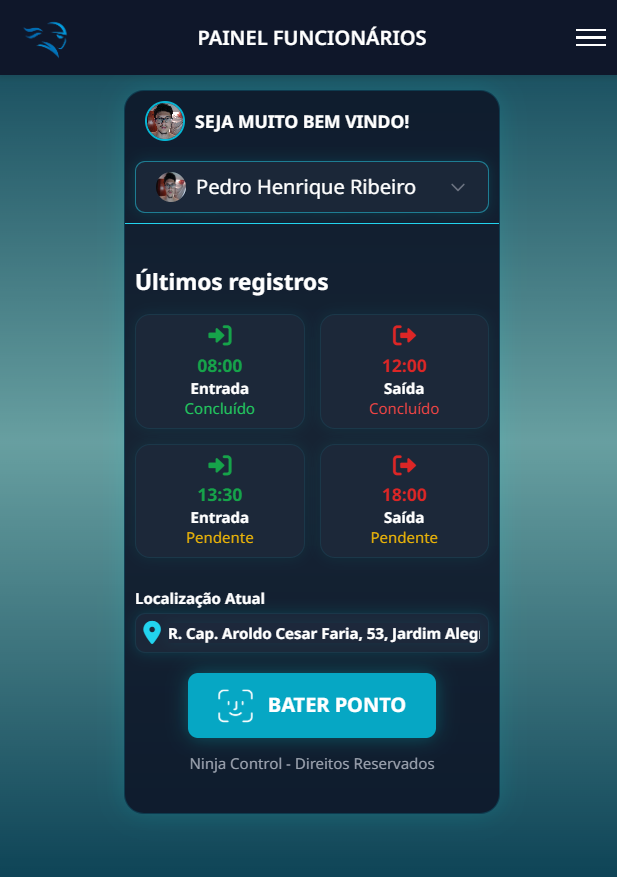 PAINEL FUNCIONÁRIOS
SEJA MUITO BEM VINDO!
Pedro Henrique Ribeiro
Últimos registros
08:00
Entrada
Concluído
12:00
Saída
Concluído
13:30
Entrada
Pendente
18:00
Saída
Pendente
Localização Atual
R. Cap. Aroldo Cesar Faria, 53, Jardim Aleg
BATER PONTO
Ninja Control - Direitos Reservados